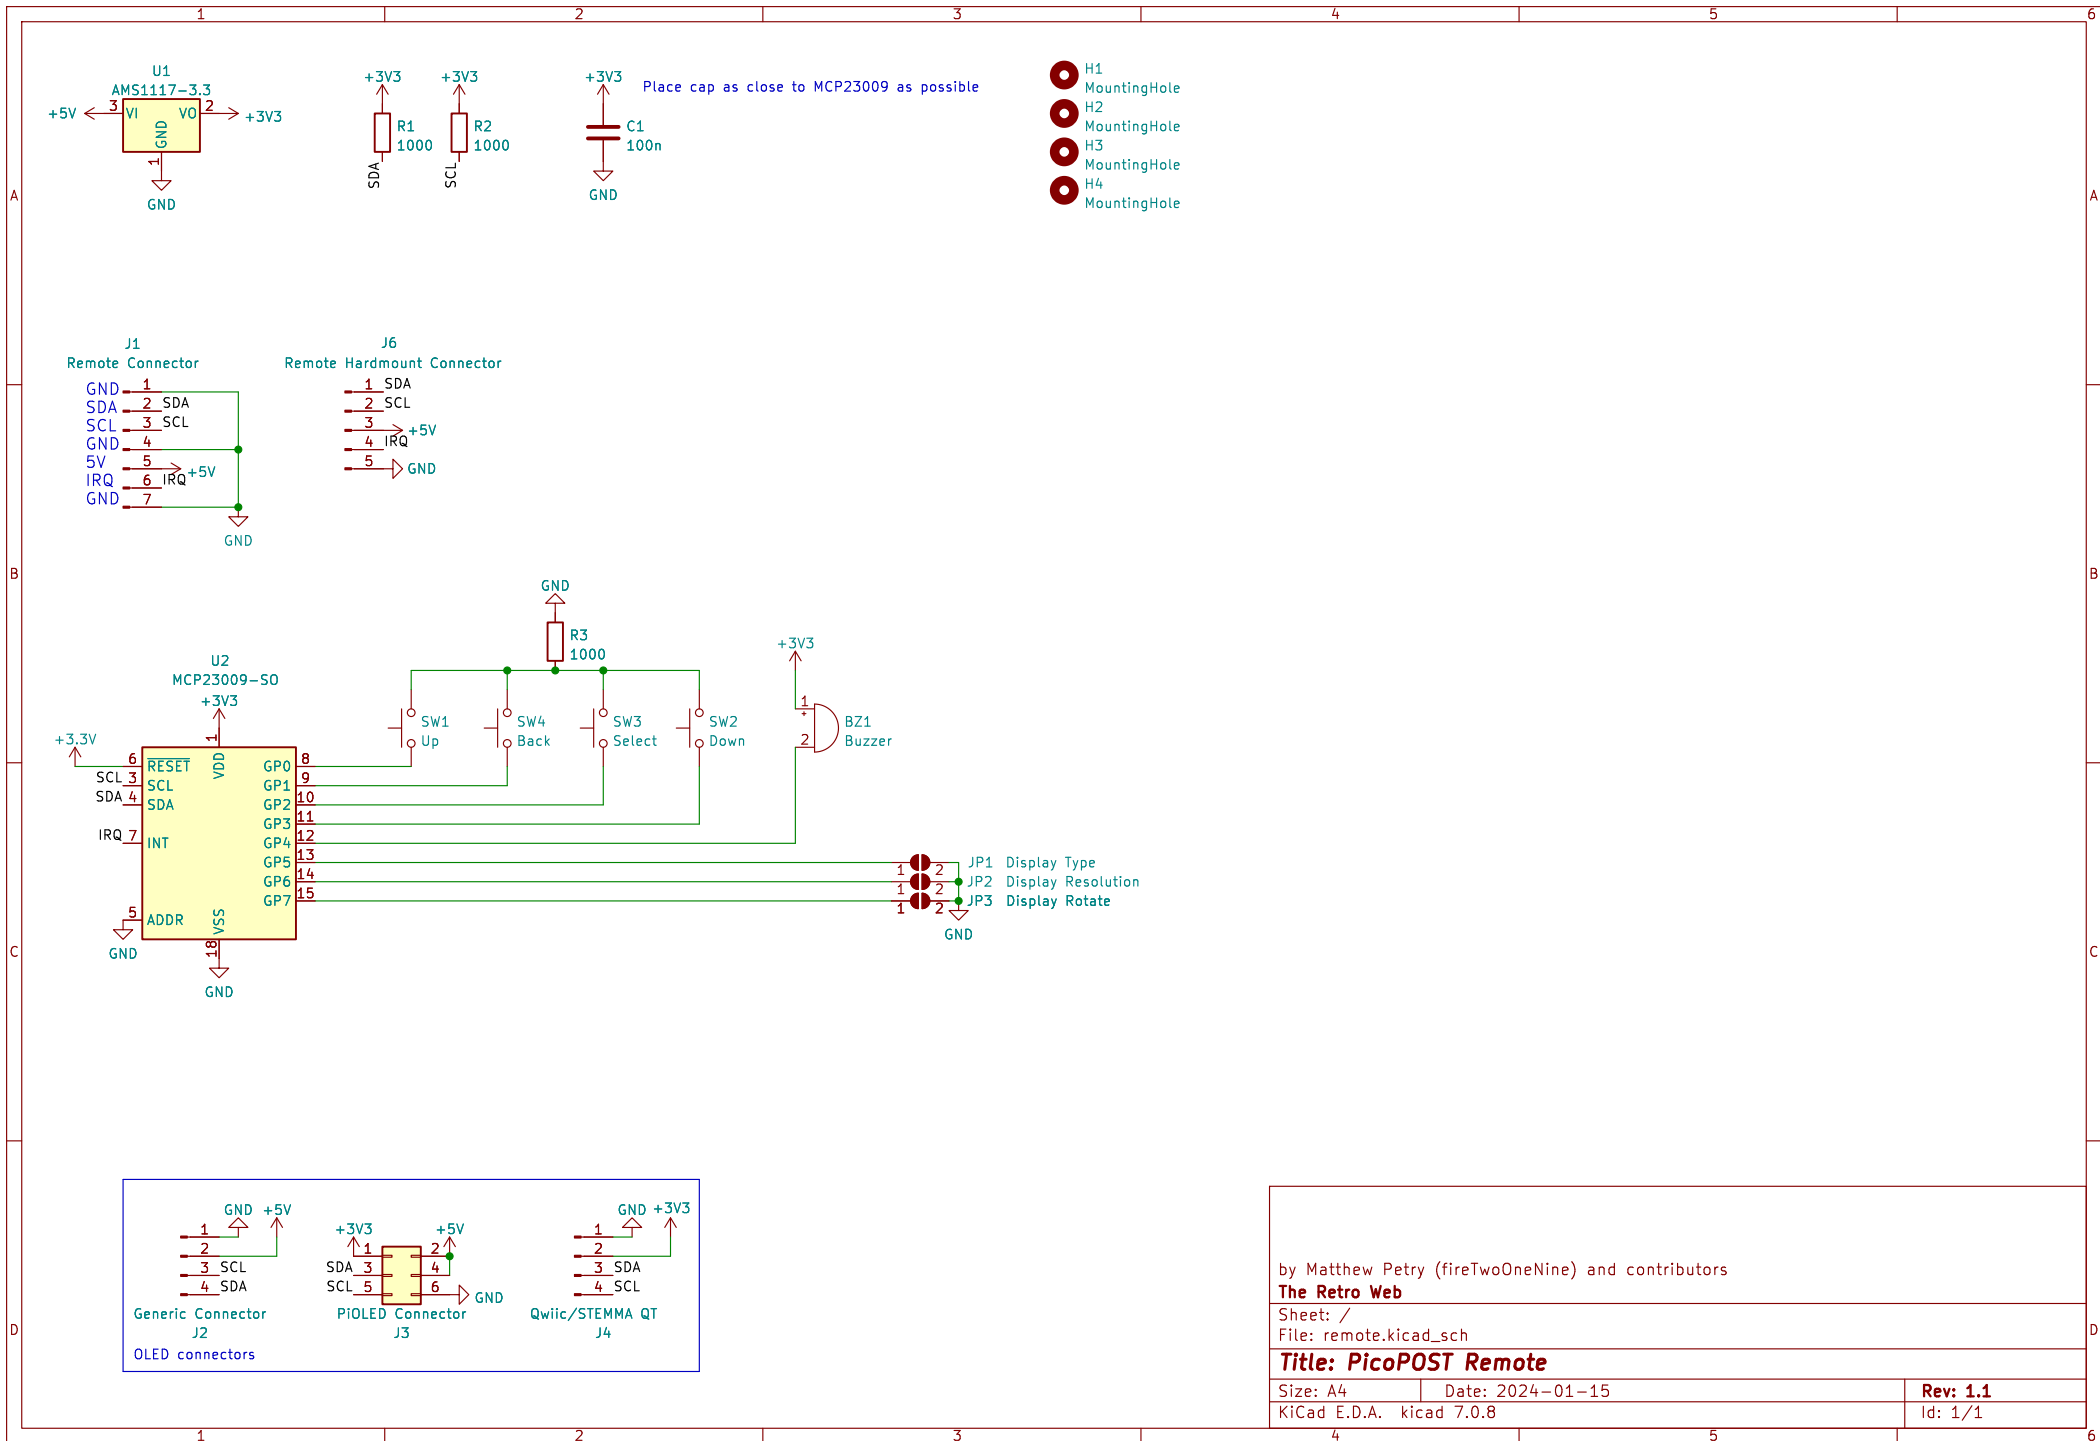 1 2 3 4 5 6
U1
AMS1117-3.3
+5V 3 VI VO 2 +3V3
GND
1
GND
+3V3
R1
1000
SDA
+3V3
R2
1000
SCL
+3V3
C1
100n
GND
Place cap as close to MCP23009 as possible
H1
MountingHole
H2
MountingHole
H3
MountingHole
H4
MountingHole
A A
J1
Remote Connector
GND 1
SDA 2 SDA
SCL 3 SCL
GND 4
5V 5 +5V
IRQ 6 IRQ
GND 7
GND
J6
Remote Hardmount Connector
1 SDA
2 SCL
3 +5V
4 IRQ
5 GND
B B
GND
R3
1000
U2
MCP23009-SO
+3V3
+3.3V
1
VDD
6 RESET
SCL 3 SCL
SDA 4 SDA
IRQ 7 INT
5 ADDR
GND
VSS
18
GND
GP0 8
GP1 9
GP2 10
GP3 11
GP4 12
GP5 13
GP6 14
GP7 15
SW1
Up
SW4
Back
SW3
Select
SW2
Down
+3V3
1
+
2
BZ1
Buzzer
1 2 JP1 Display Type
1 2 JP2 Display Resolution
1 2 JP3 Display Rotate
GND
C C
GND +5V
1
2
3 SCL
4 SDA
Generic Connector
J2
+3V3 +5V
1 2
SDA 3 4
SCL 5 6 GND
PiOLED Connector
J3
GND +3V3
1
2
3 SDA
4 SCL
Qwiic/STEMMA QT
J4
OLED connectors
D D
by Matthew Petry (fireTwoOneNine) and contributors
The Retro Web
Sheet: /
File: remote.kicad_sch
Title: PicoPOST Remote
Size: A4 Date: 2024-01-15 Rev: 1.1
KiCad E.D.A. kicad 7.0.8 Id: 1/1
1 2 3 4 5 6